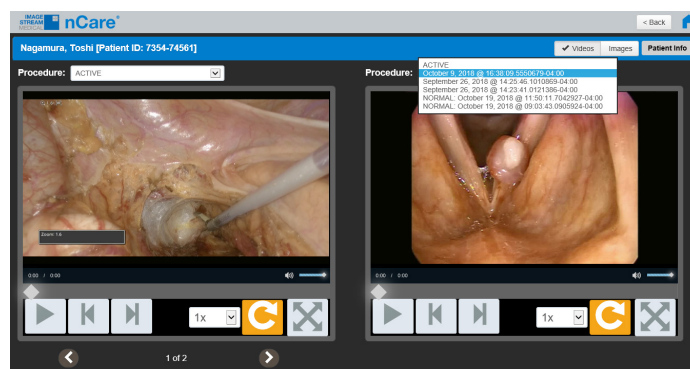 IMAGE
STREAM
MEDICAL
nCare
< Back
Nagamura, Toshi [Patient ID: 7354-74561]
✔ Videos
Images
Patient Info
Procedure: ACTIVE
Procedure:
ACTIVE
October 9, 2018 @ 16:38:09.5550679-04:00
September 26, 2018 @ 14:25:46.1010869-04:00
September 26, 2018 @ 14:23:41.0121386-04:00
NORMAL: October 19, 2018 @ 11:50:11.7042927-04:00
NORMAL: October 19, 2018 @ 09:03:43.0905924-04:00
Zoom: 1.6
0:00 / 0:00
0:00 / 0:00
1x
1x
1 of 2